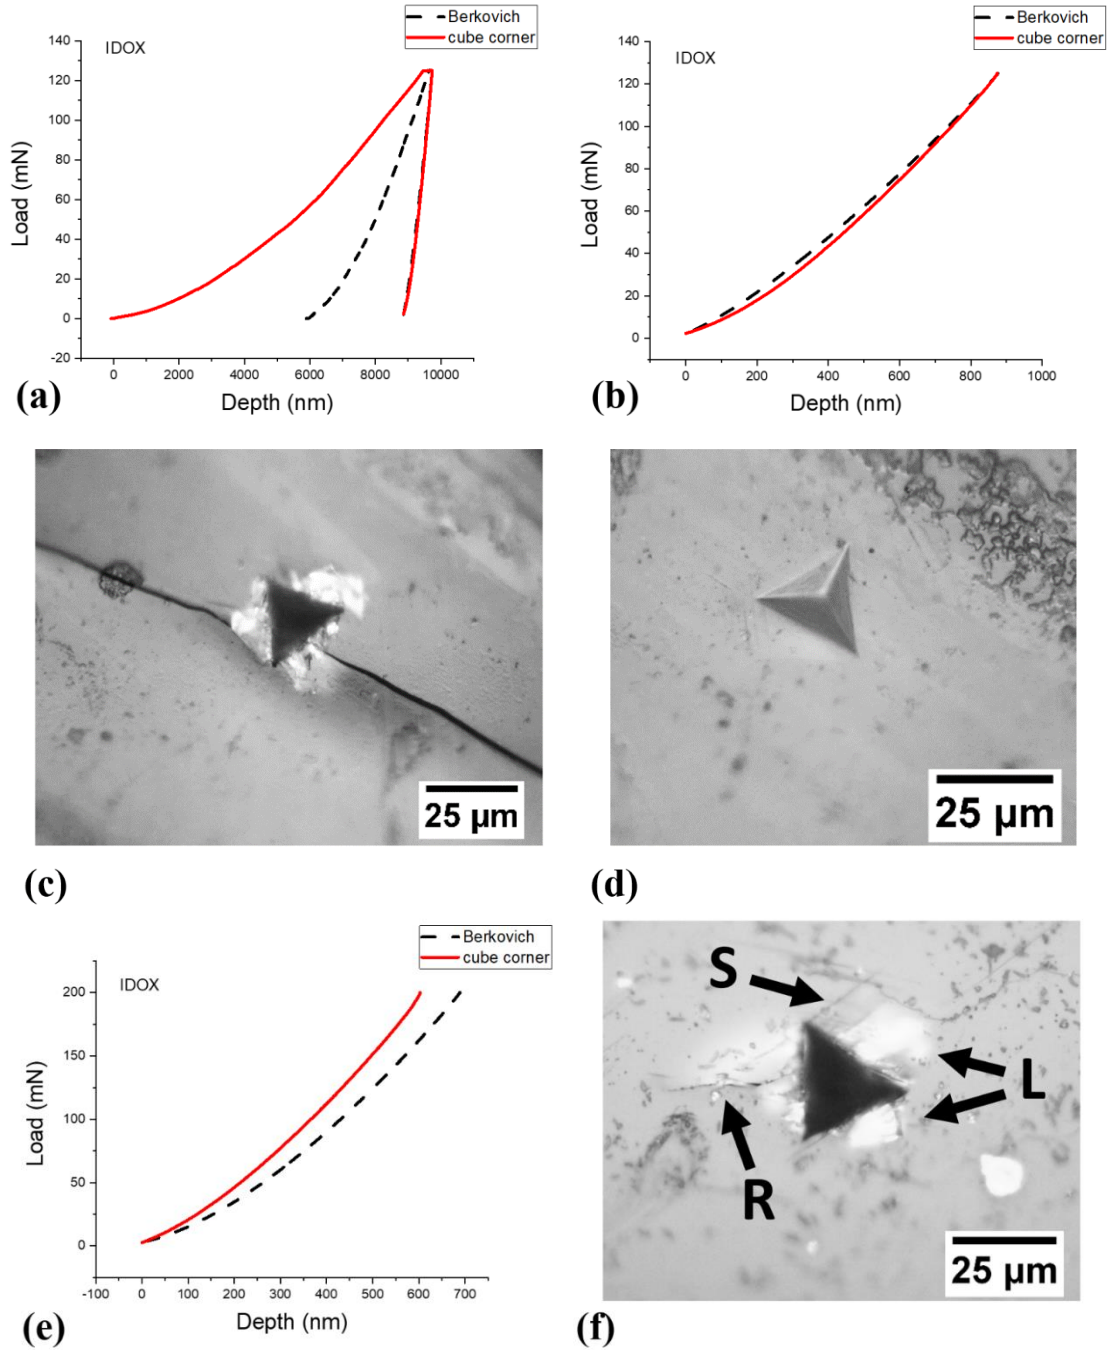 Berkovich
cube corner
IDOX
140
120
100
80
60
40
20
0
-20
0 2000 4000 6000 8000 10000
Load (mN)
Depth (nm)
(a)
Berkovich
cube corner
IDOX
140
120
100
80
60
40
20
0
0 200 400 600 800 1000
Load (mN)
Depth (nm)
(b)
25 µm
(c)
25 µm
(d)
Berkovich
cube corner
IDOX
200
150
100
50
0
-100 0 100 200 300 400 500 600 700
Load (mN)
Depth (nm)
(e)
S
L
R
25 µm
(f)